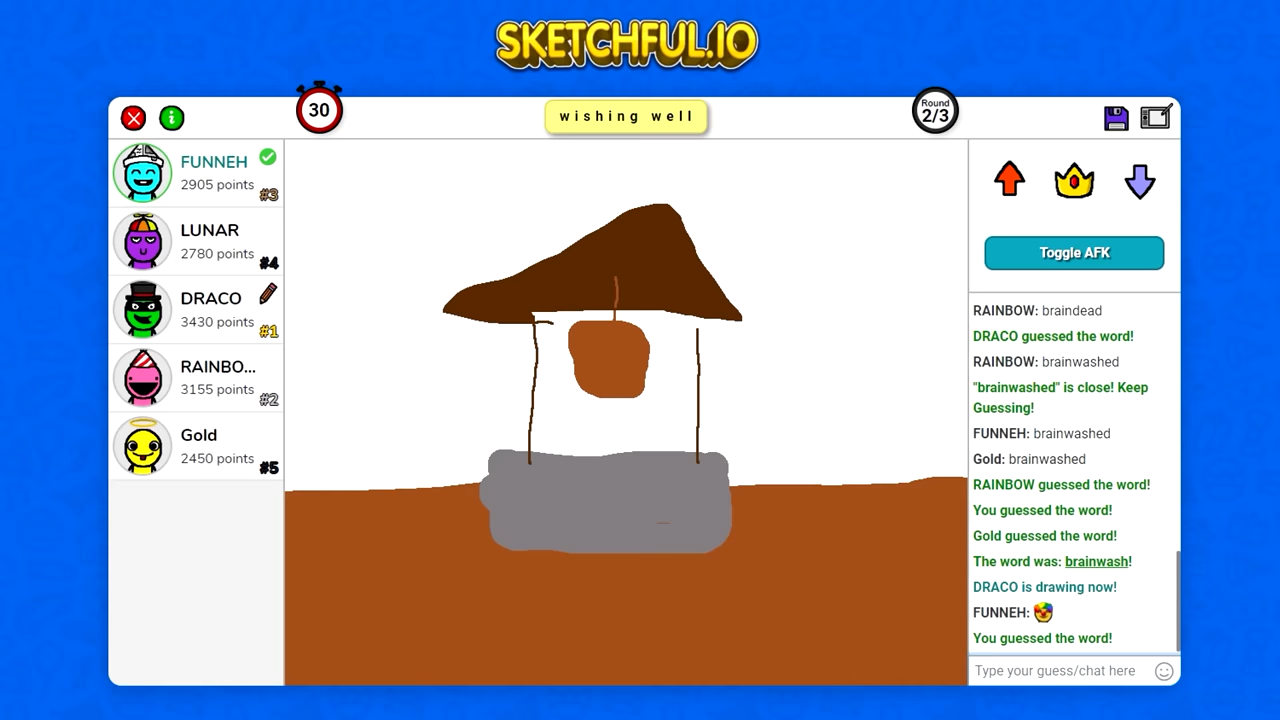 SKETCHFUL.IO
30
wishing well
Round
2/3
FUNNEH
2905 points
#3
LUNAR
2780 points
#4
DRACO
3430 points
#1
RAINBO...
3155 points
#2
Gold
2450 points
#5
Toggle AFK
RAINBOW: braindead
DRACO guessed the word!
RAINBOW: brainwashed
"brainwashed" is close! Keep
Guessing!
FUNNEH: brainwashed
Gold: brainwashed
RAINBOW guessed the word!
You guessed the word!
Gold guessed the word!
The word was: brainwash!
DRACO is drawing now!
FUNNEH:
You guessed the word!
Type your guess/chat here